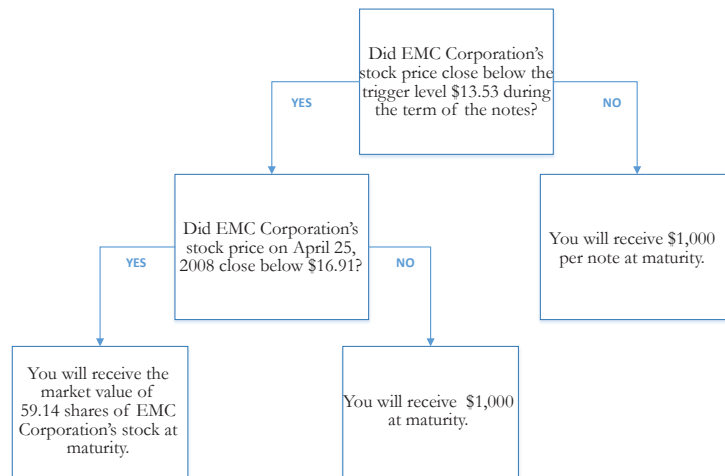 Did EMC Corporation's
stock price close below the
trigger level $13.53 during
the term of the notes?
YES
NO
Did EMC Corporation's
stock price on April 25,
2008 close below $16.91?
You will receive $1,000
per note at maturity.
YES
NO
You will receive the
market value of
59.14 shares of EMC
Corporation's stock at
maturity.
You will receive $1,000
at maturity.